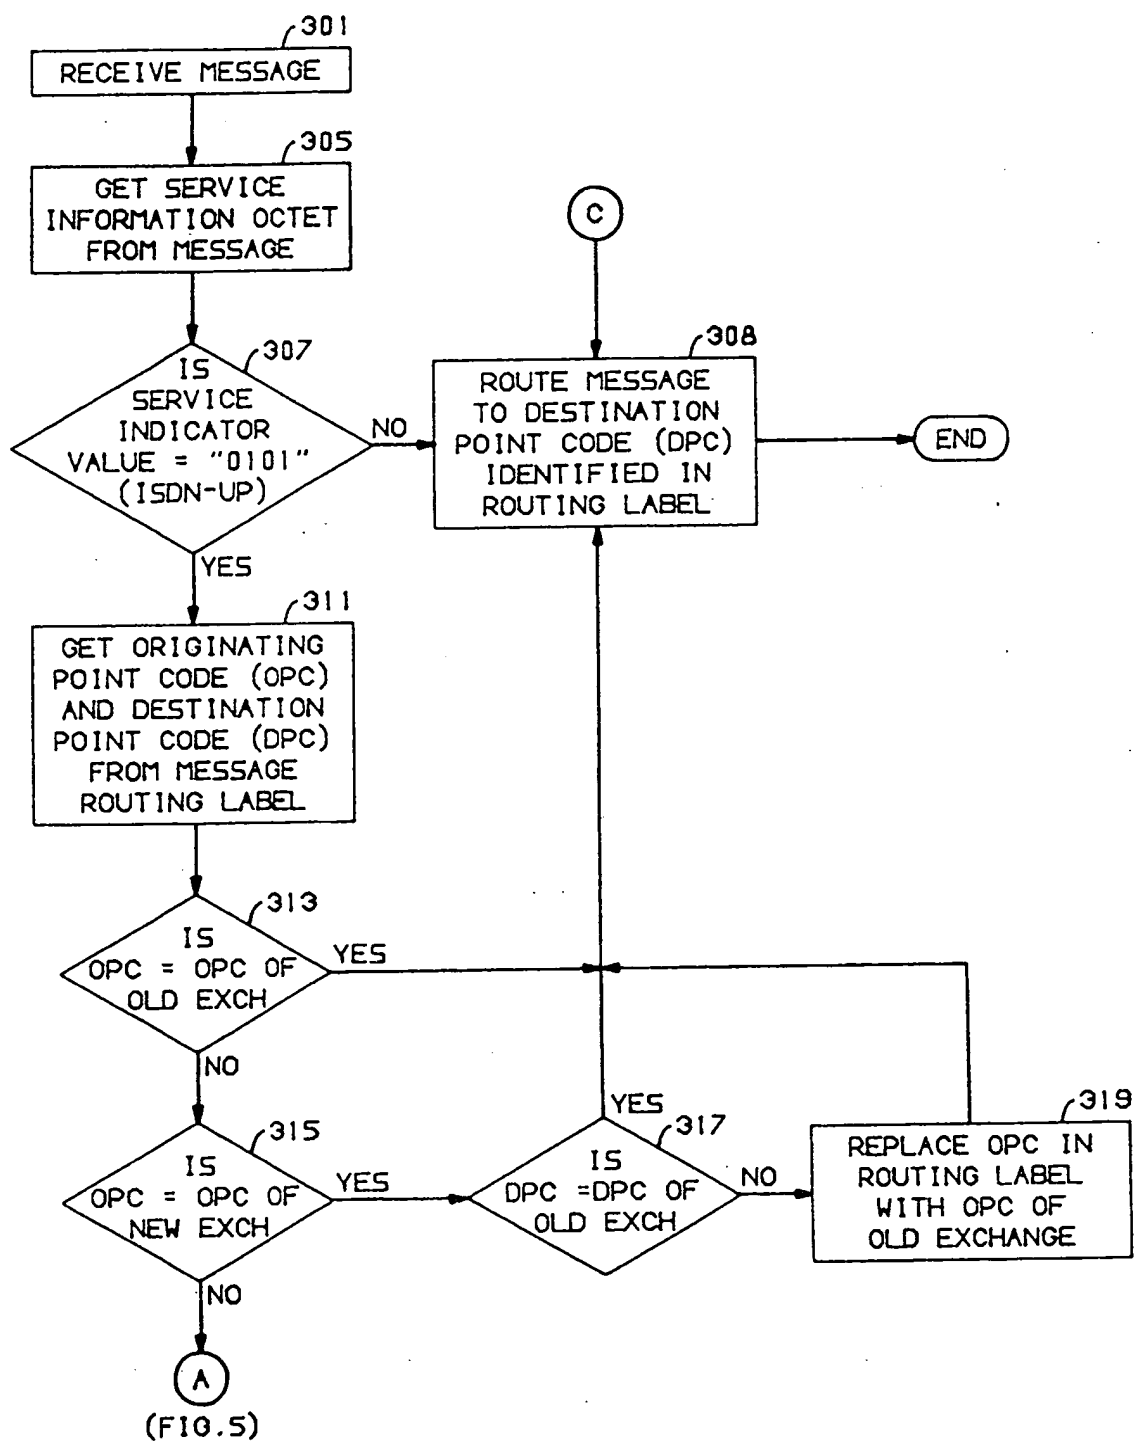 301
RECEIVE MESSAGE
305
GET SERVICE
INFORMATION OCTET
FROM MESSAGE
C
307
IS
SERVICE
INDICATOR
VALUE = "0101"
(ISDN-UP)
NO
YES
308
ROUTE MESSAGE
TO DESTINATION
POINT CODE (DPC)
IDENTIFIED IN
ROUTING LABEL
END
311
GET ORIGINATING
POINT CODE (OPC)
AND DESTINATION
POINT CODE (DPC)
FROM MESSAGE
ROUTING LABEL
313
IS
OPC = OPC OF
OLD EXCH
YES
NO
315
IS
OPC = OPC OF
NEW EXCH
YES
NO
317
IS
DPC =DPC OF
OLD EXCH
YES
NO
319
REPLACE OPC IN
ROUTING LABEL
WITH OPC OF
OLD EXCHANGE
A
(FIG.5)